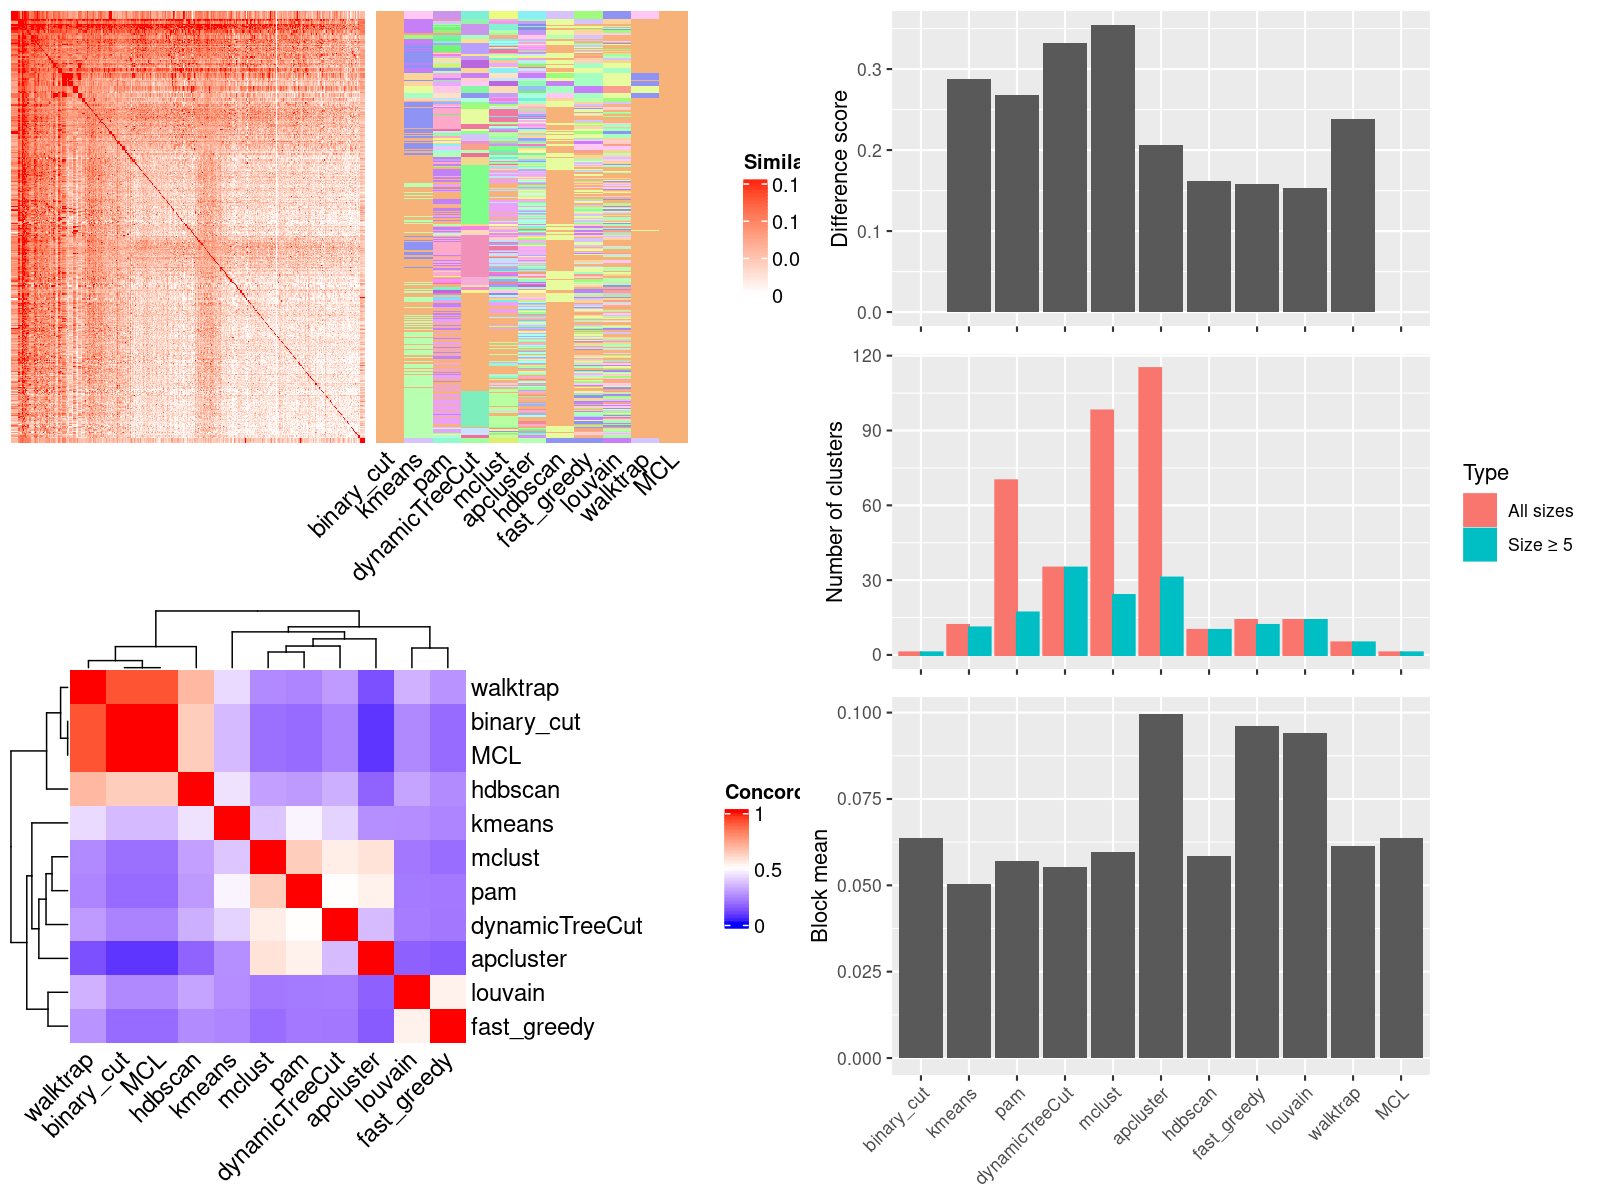 Simila
0.1
0.1
0.0
0
binary_cut
kmeans
pam
dynamicTreeCut
mclust
apcluster
hdbscan
fast_greedy
louvain
walktrap
MCL
walktrap
binary_cut
MCL
hdbscan
kmeans
mclust
pam
dynamicTreeCut
apcluster
louvain
fast_greedy
walktrap
binary_cut
MCL
hdbscan
kmeans
mclust
pam
dynamicTreeCut
apcluster
louvain
fast_greedy
Concord
1
0.5
0
Difference score
0.3
0.2
0.1
0.0
Number of clusters
120
90
60
30
0
Type
All sizes
Size ≥ 5
Block mean
0.100
0.075
0.050
0.025
0.000
binary_cut
kmeans
pam
dynamicTreeCut
mclust
apcluster
hdbscan
fast_greedy
louvain
walktrap
MCL